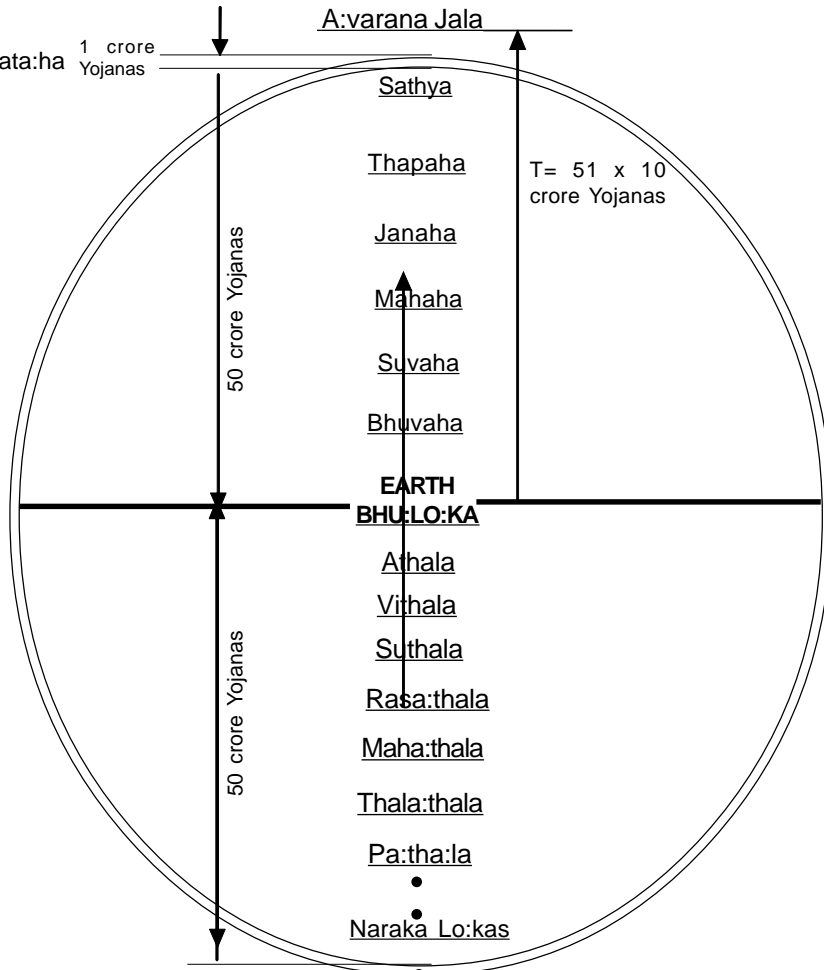 A:varana Jala
ata:ha
1 crore
Yojanas
Sathya
Thapaha
T= 51 x 10
crore Yojanas
Janaha
50 crore Yojanas
Mahaha
Suvaha
Bhuvaha
EARTH
BHU:LO:KA
Athala
Vithala
Suthala
50 crore Yojanas
Rasa:thala
Maha:thala
Thala:thala
Pa:tha:la
Naraka Lo:kas